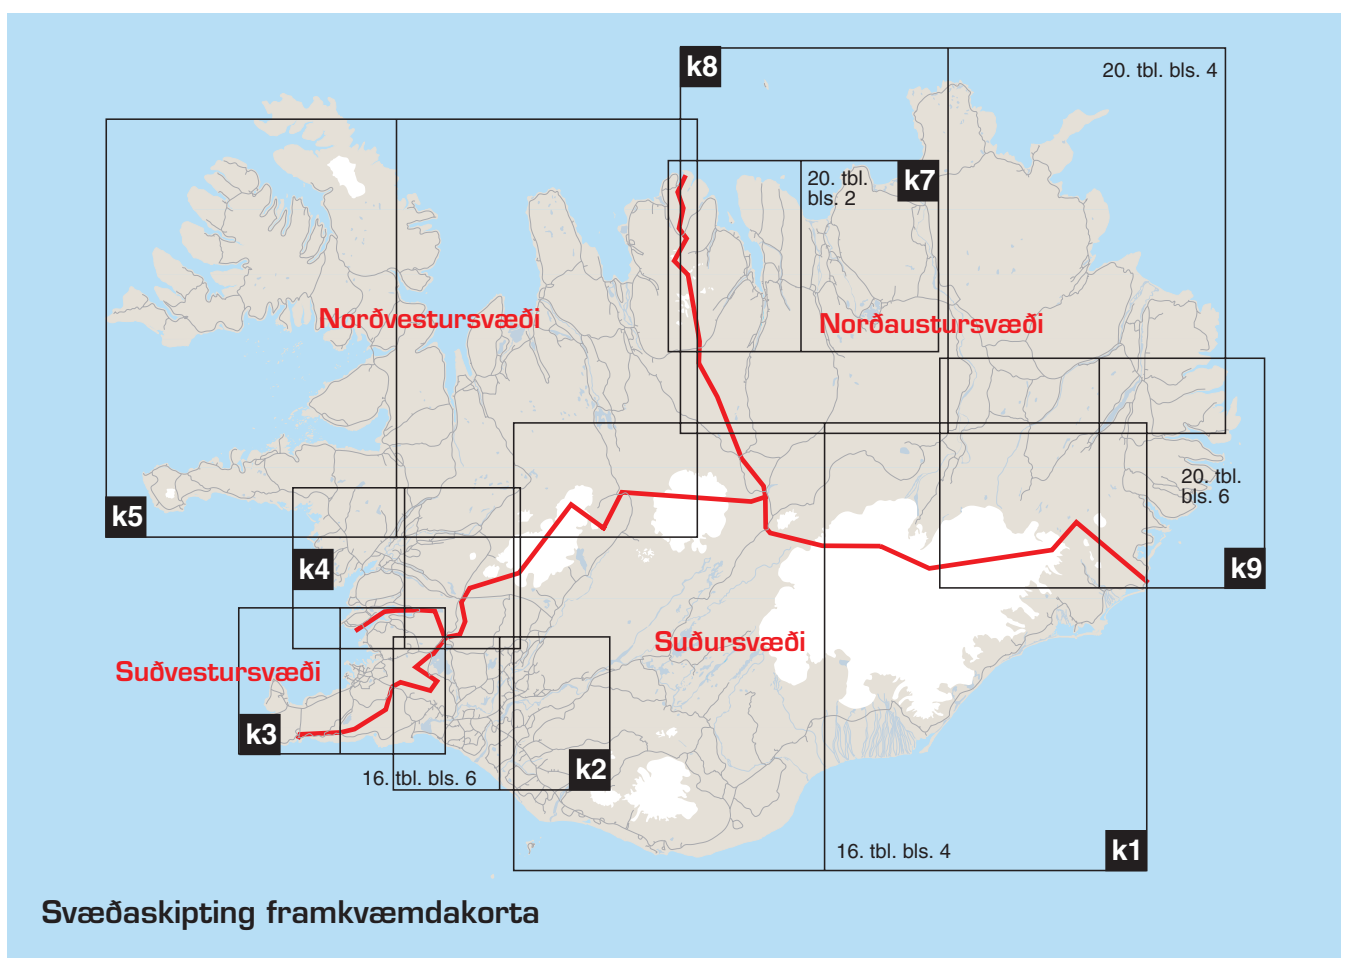 k8
20. tbl. bls. 4
20. tbl.
bls. 2
k7
Norðvestursvæði
Norðaustursvæði
20. tbl.
bls. 6
k5
k4
k9
Suðursvæði
Suðvestursvæði
k3
k2
16. tbl. bls. 6
16. tbl. bls. 4
k1
Svæðaskipting framkvæmdakorta